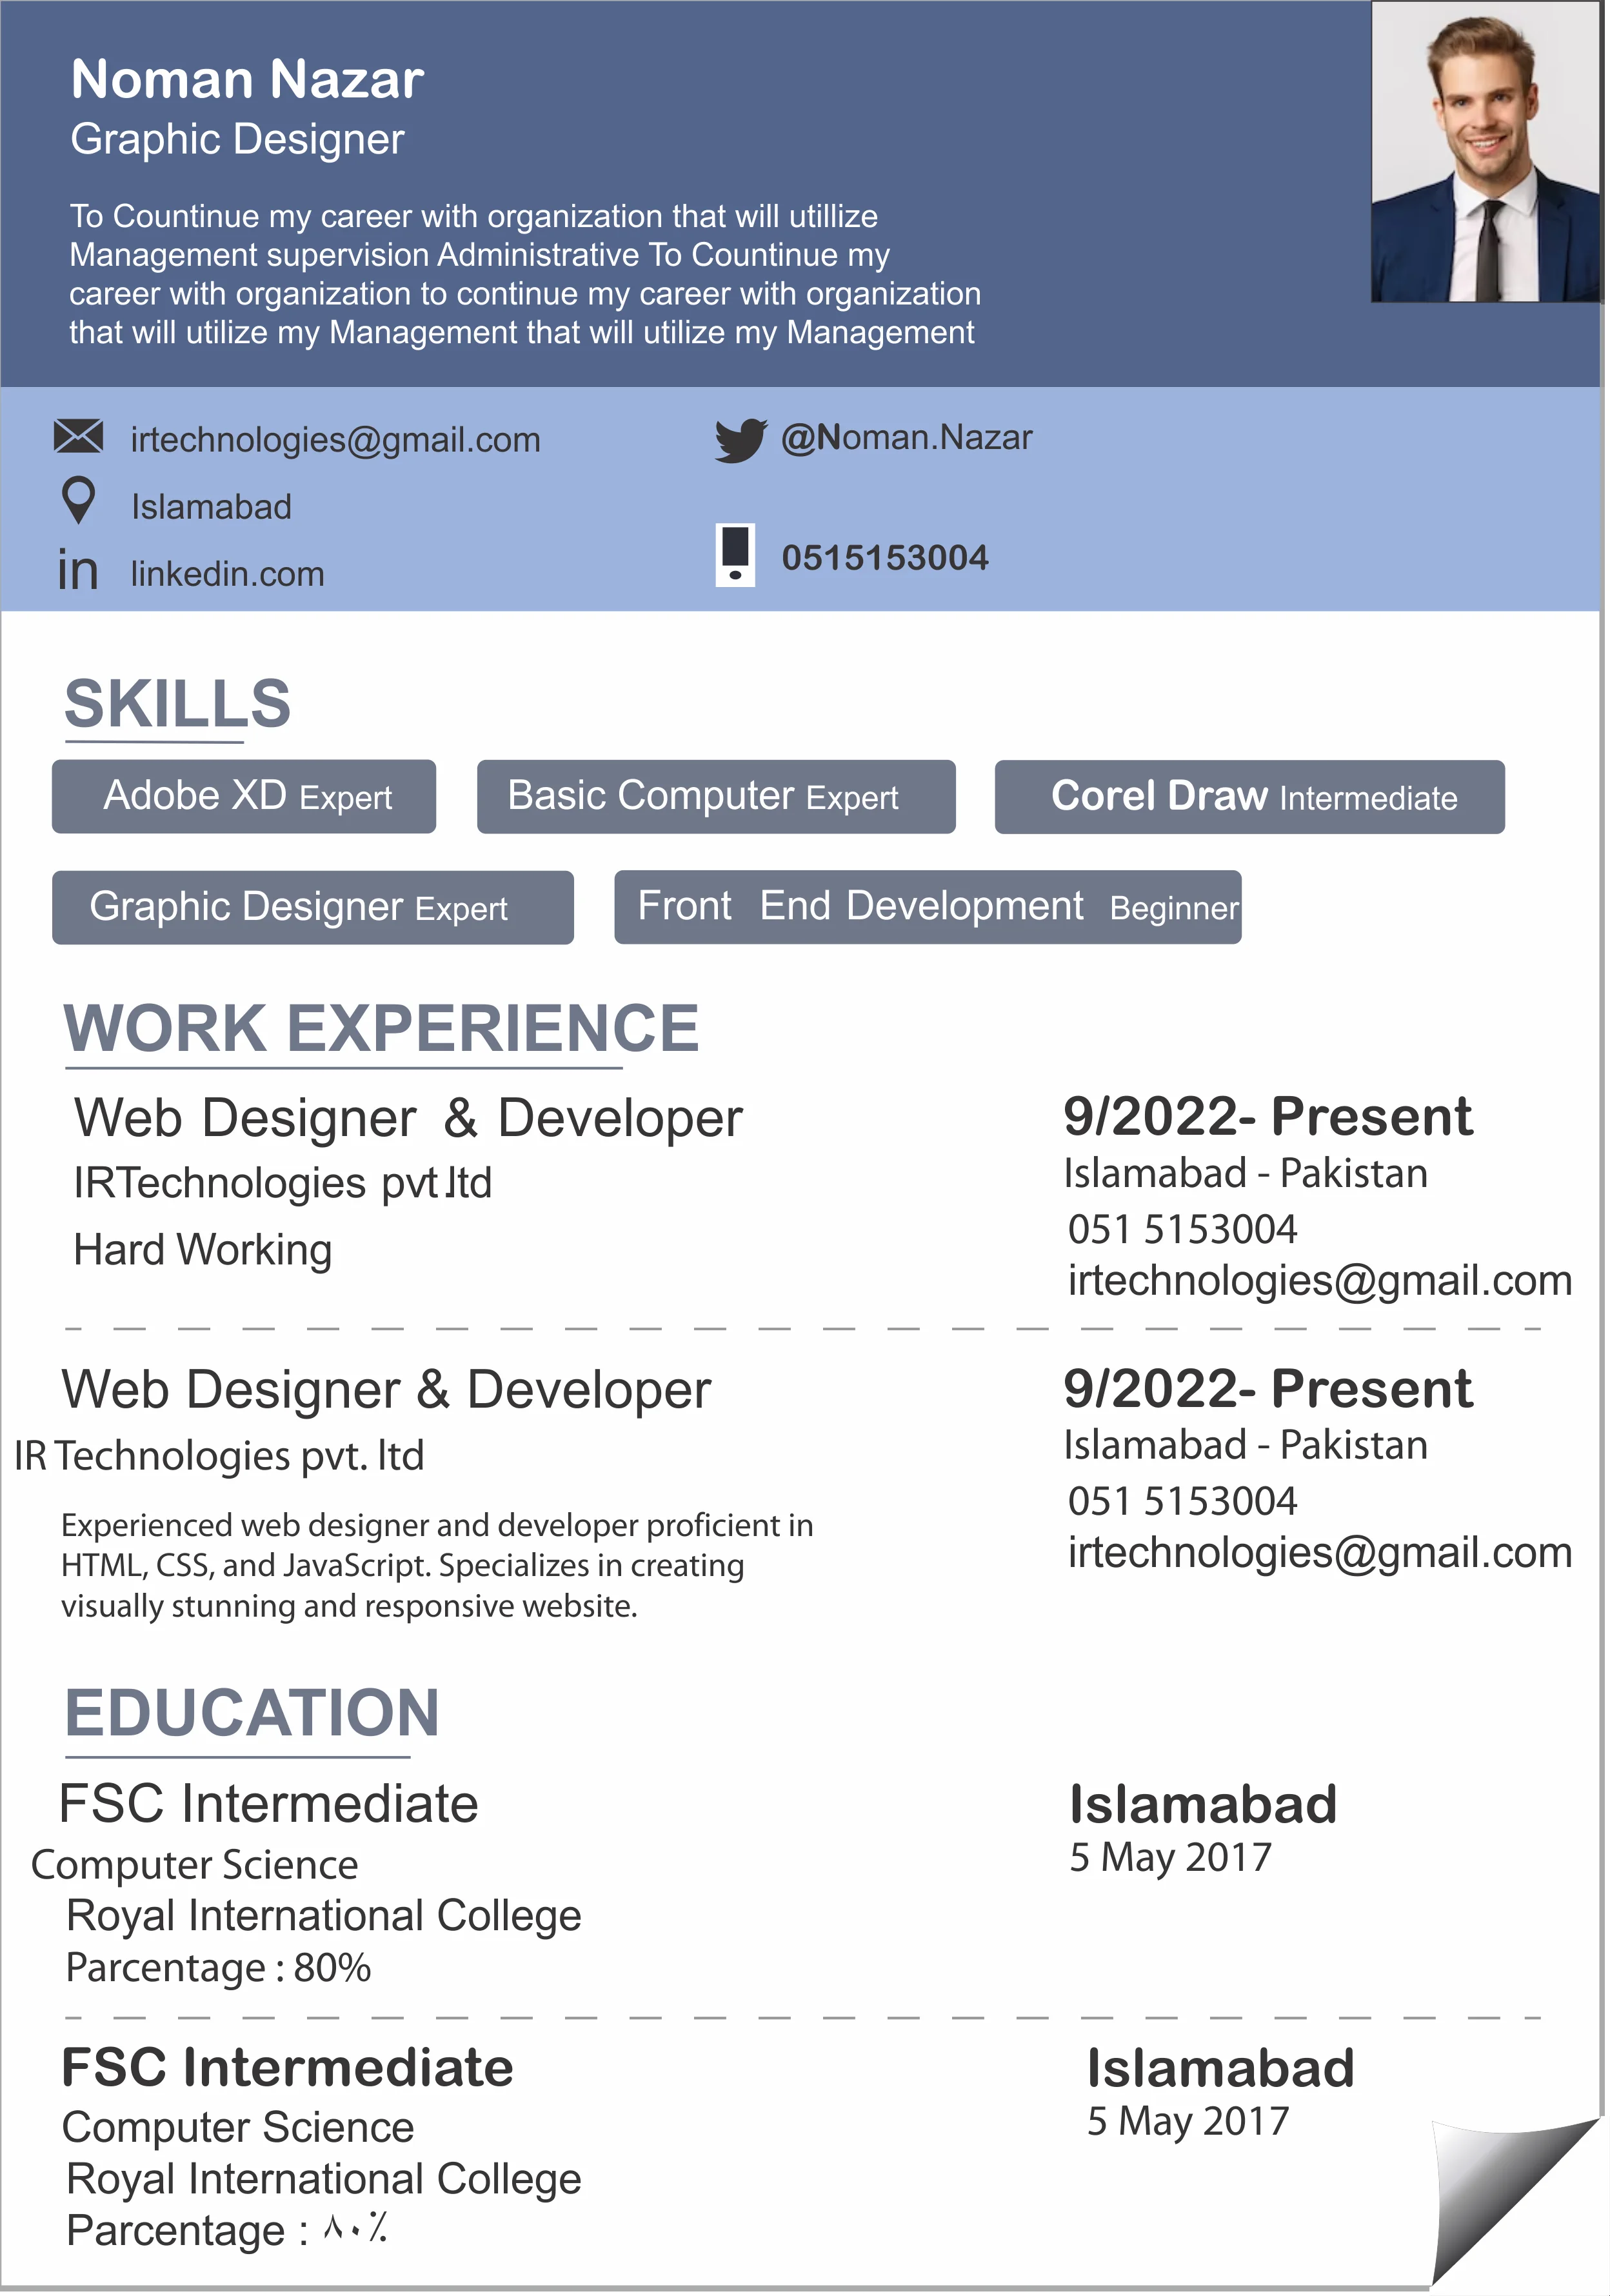 Noman Nazar
Graphic Designer
To Countinue my career with organization that will utillize
Management supervision Administrative To Countinue my
career with organization to continue my career with organization
that will utilize my Management that will utilize my Management
irtechnologies@gmail.com
@Noman.Nazar
Islamabad
in linkedin.com
0515153004
SKILLS
Adobe XD Expert
Basic Computer Expert
Corel Draw Intermediate
Graphic Designer Expert
Front End Development Beginner
WORK EXPERIENCE
Web Designer & Developer
IRTechnologies pvt.ltd
Hard Working
9/2022- Present
Islamabad - Pakistan
051 5153004
irtechnologies@gmail.com
Web Designer & Developer
IR Technologies pvt. ltd
Experienced web designer and developer proficient in
HTML, CSS, and JavaScript. Specializes in creating
visually stunning and responsive website.
9/2022- Present
Islamabad - Pakistan
051 5153004
irtechnologies@gmail.com
EDUCATION
FSC Intermediate
Computer Science
Royal International College
Parcentage : 80%
Islamabad
5 May 2017
FSC Intermediate
Computer Science
Royal International College
Parcentage : ٨٠٪
Islamabad
5 May 2017